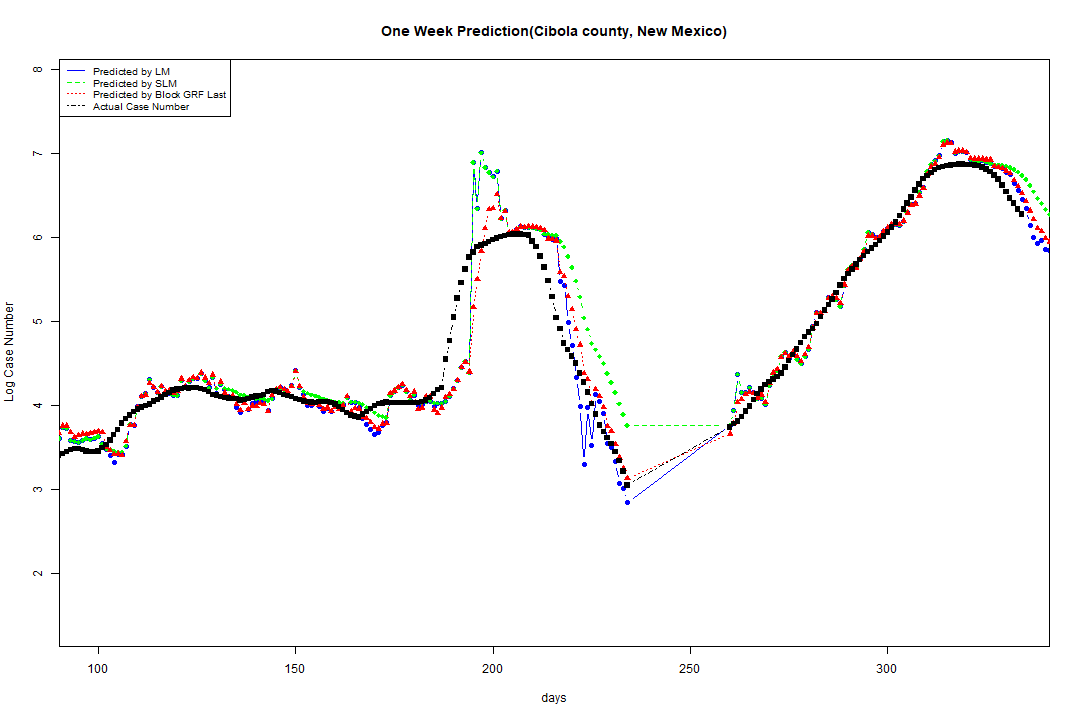 One Week Prediction(Cibola county, New Mexico)
Predicted by LM
Predicted by SLM
Predicted by Block GRF Last
Actual Case Number
8
7
6
5
4
3
2
Log Case Number
100 150 200 250 300
days